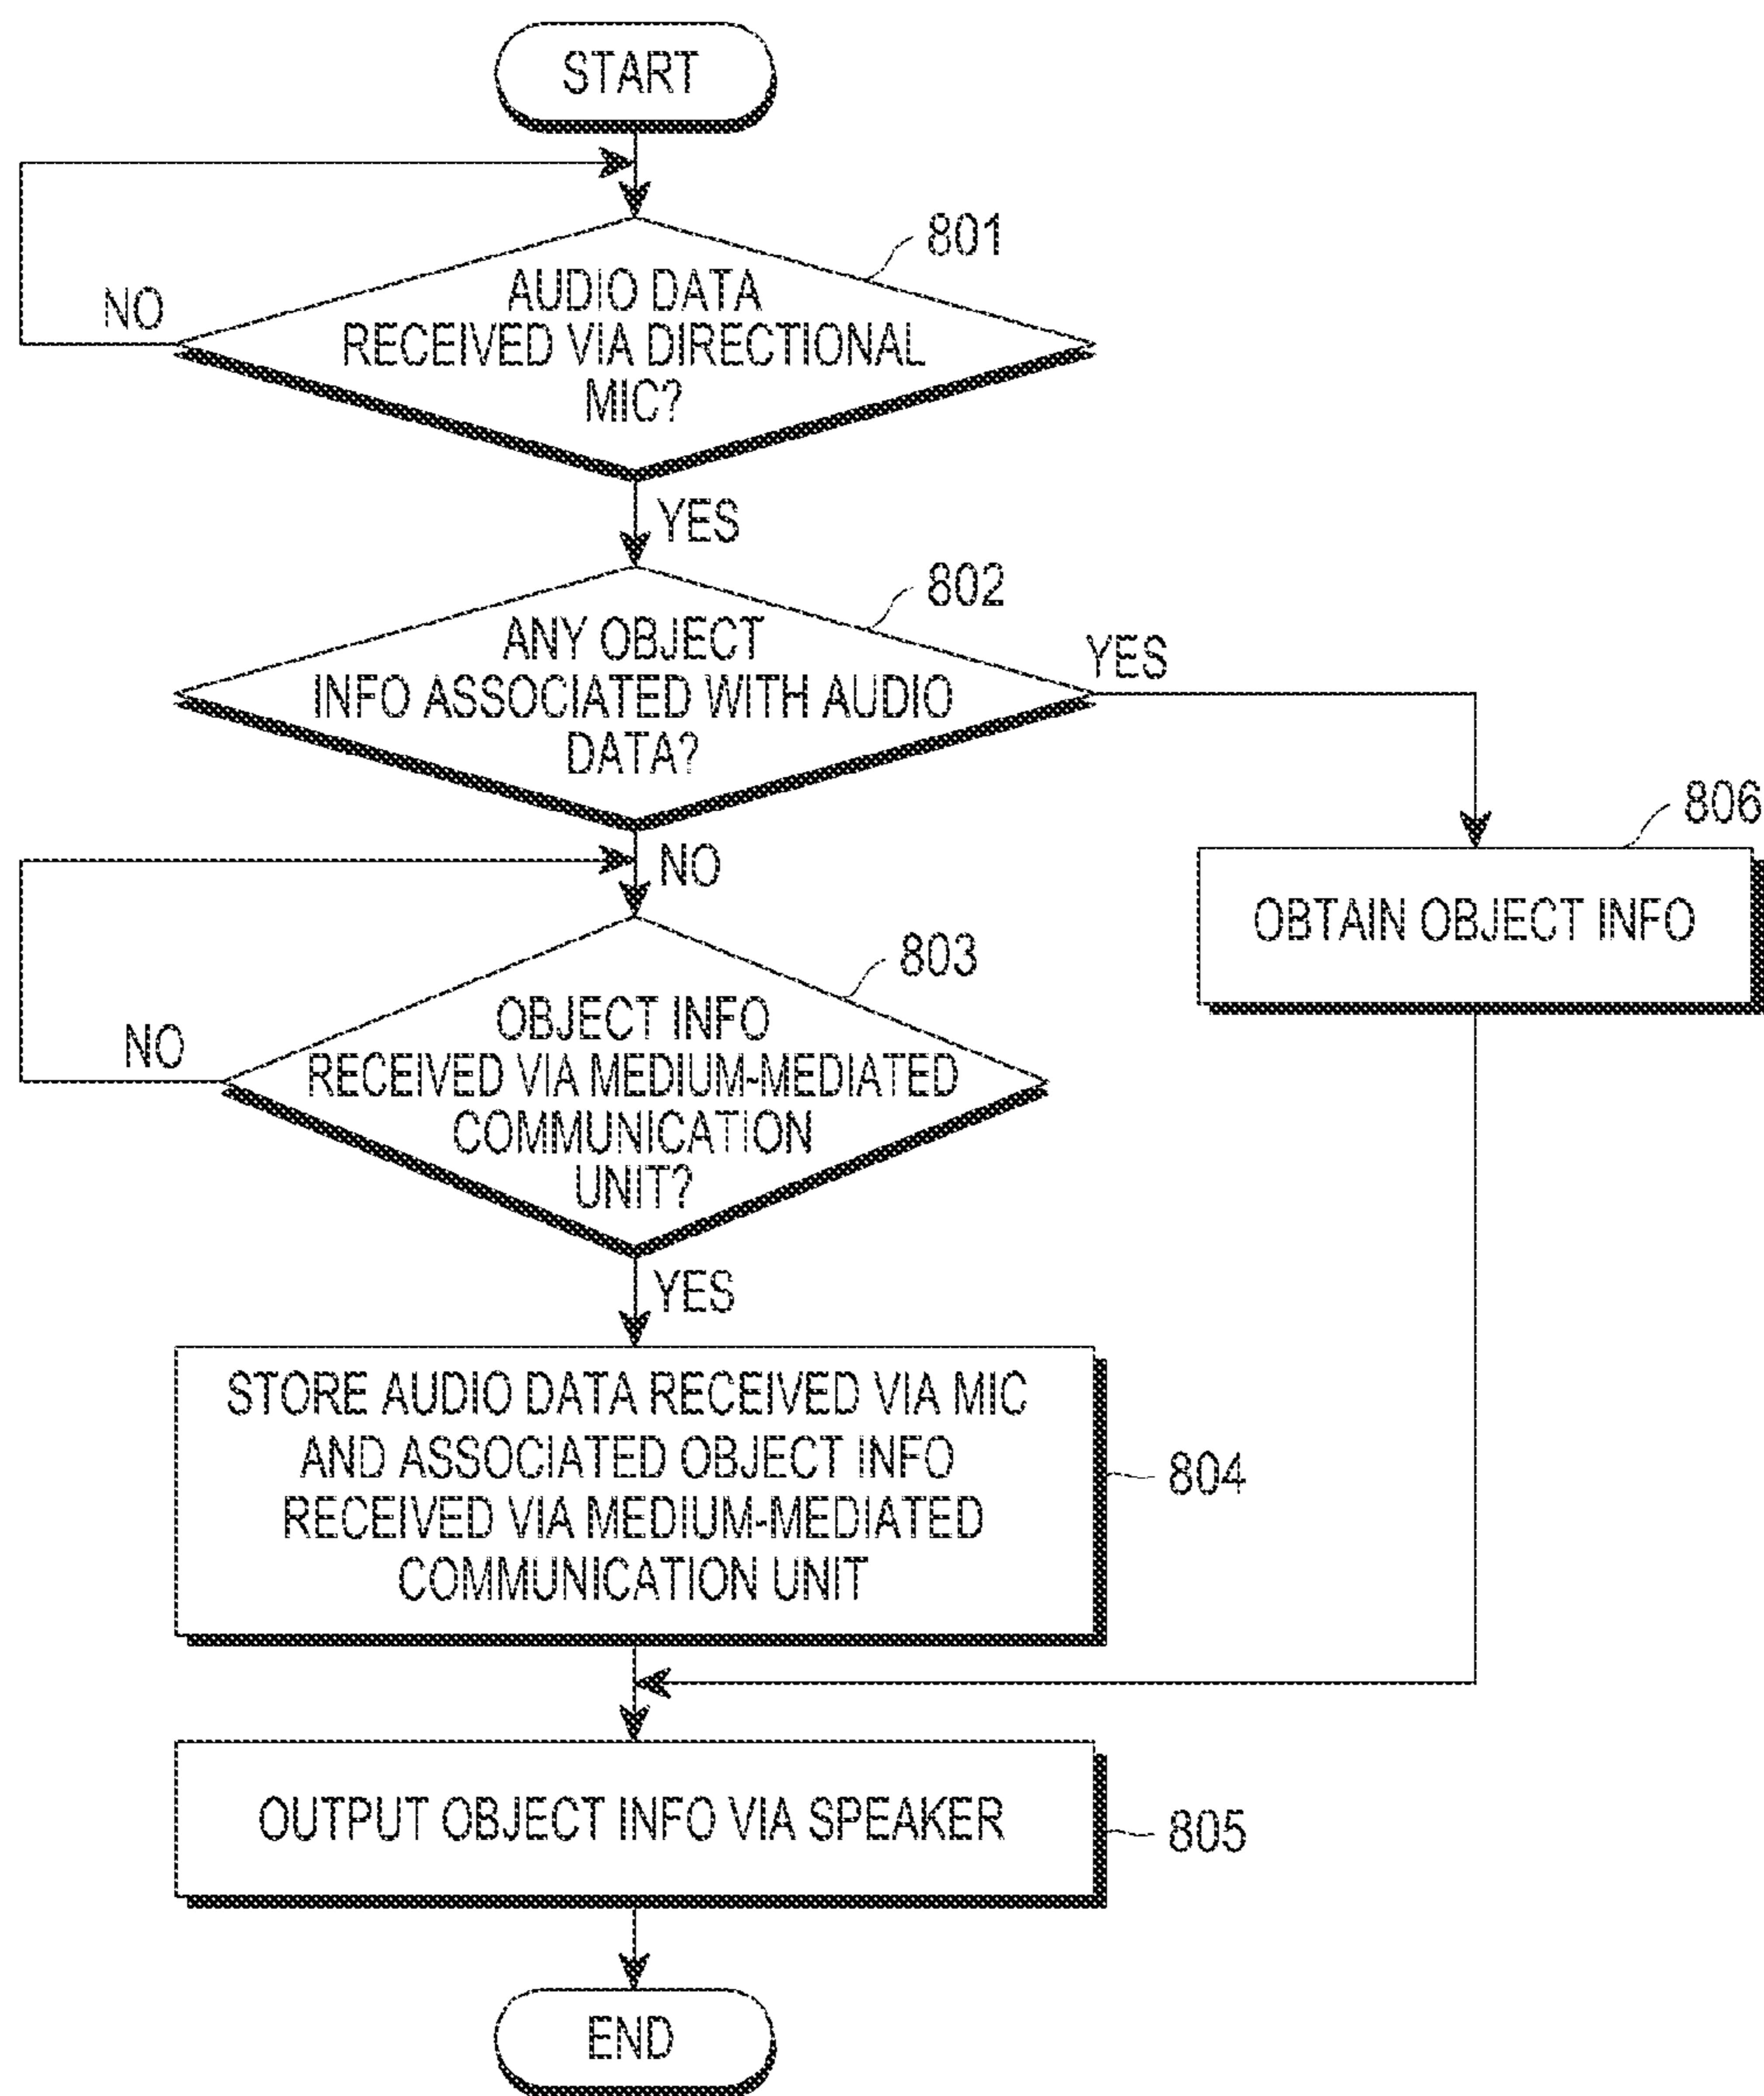 START
801
AUDIO DATA
RECEIVED VIA DIRECTIONAL
MIC?
NO
YES
802
ANY OBJECT
INFO ASSOCIATED WITH AUDIO
DATA?
YES
NO
806
OBTAIN OBJECT INFO
803
OBJECT INFO
RECEIVED VIA MEDIUM-MEDIATED
COMMUNICATION
UNIT?
NO
YES
STORE AUDIO DATA RECEIVED VIA MIC
AND ASSOCIATED OBJECT INFO
RECEIVED VIA MEDIUM-MEDIATED
COMMUNICATION UNIT
804
OUTPUT OBJECT INFO VIA SPEAKER
805
END